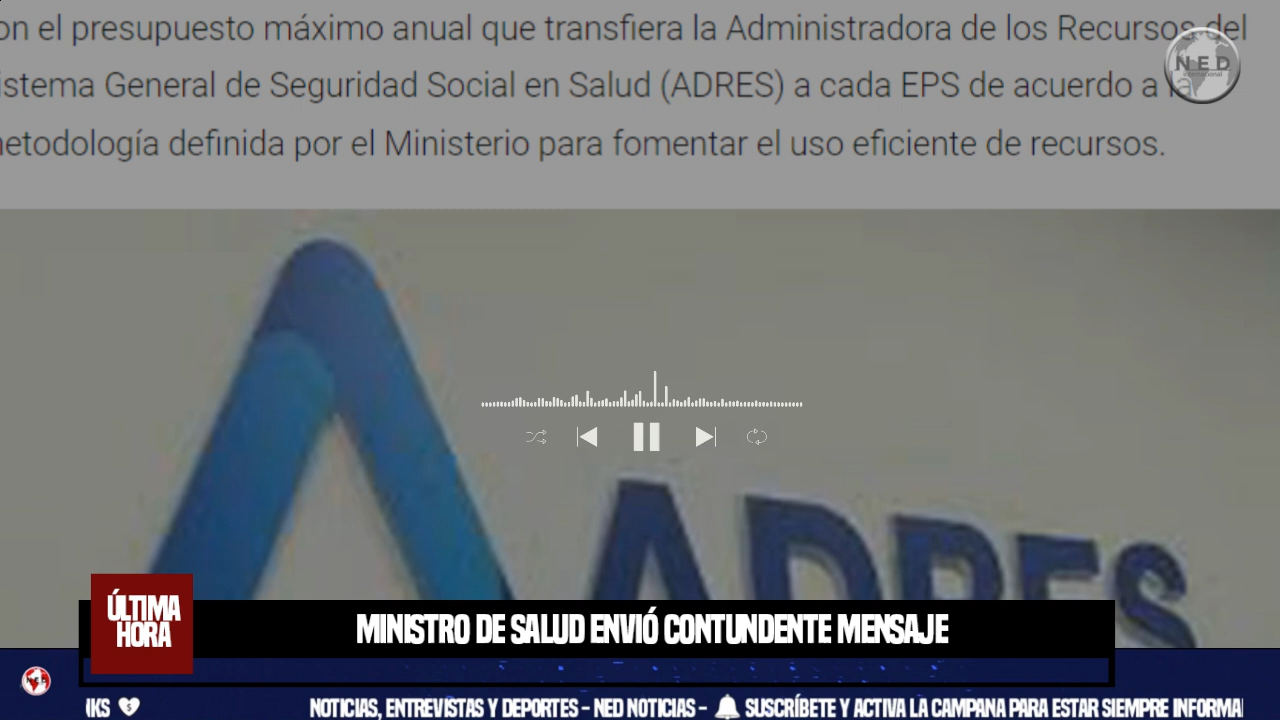 on el presupuesto máximo anual que transfiera la Administradora de los Recursos del
istema General de Seguridad Social en Salud (ADRES) a cada EPS de acuerdo a la
etodología definida por el Ministerio para fomentar el uso eficiente de recursos.
N.E.D
International
ADRES
ÚLTIMA
HORA
MINISTRO DE SALUD ENVIÓ CONTUNDENTE MENSAJE
IKS
NOTICIAS, ENTREVISTAS Y DEPORTES - NED NOTICIAS - 🔔 SUSCRÍBETE Y ACTIVA LA CAMPANA PARA ESTAR SIEMPRE INFORMA